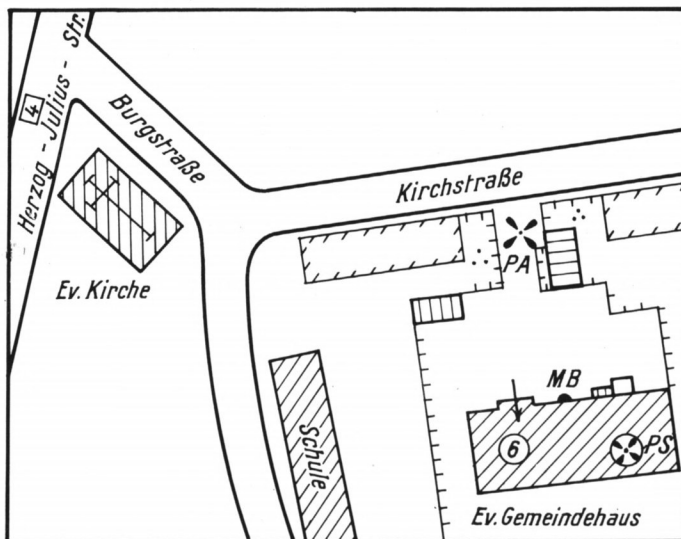 Herzog-Julius-Str.
4
Burgstraße
Kirchstraße
Ev. Kirche
PA
MB
Schule
6
PS
Ev. Gemeindehaus